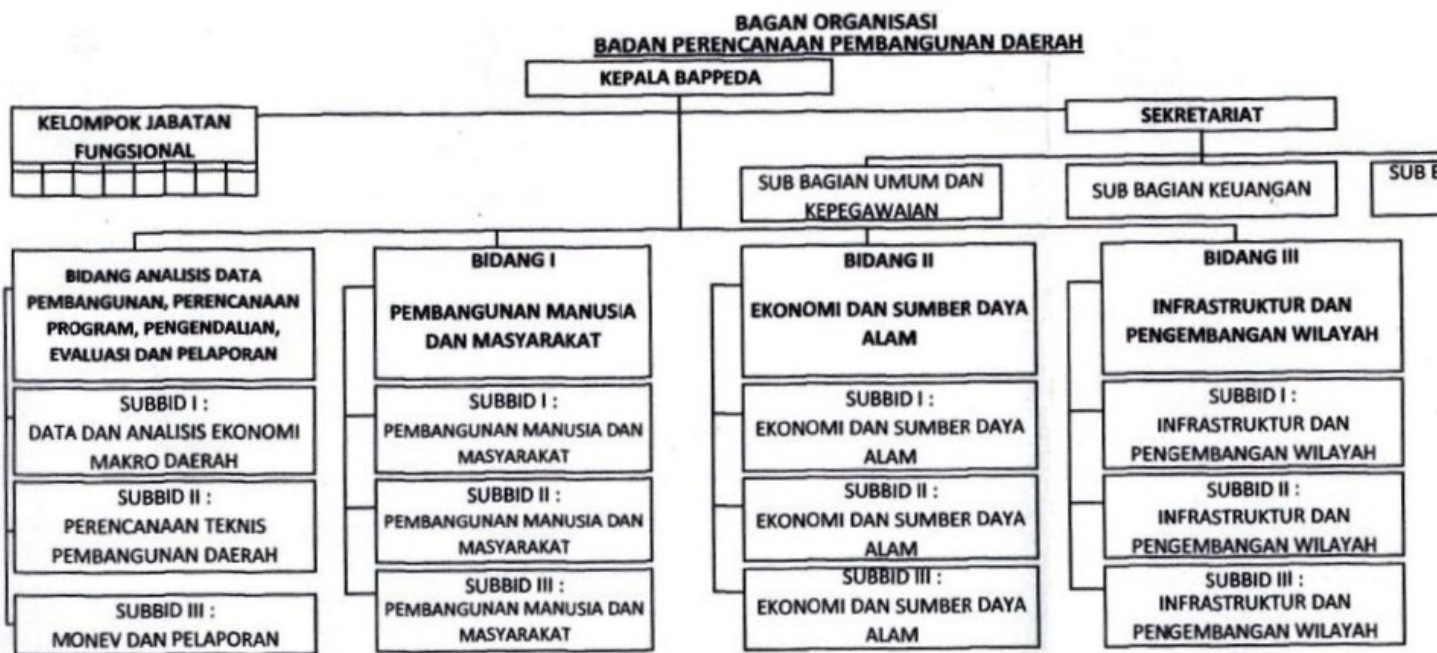 BAGAN ORGANISASI
BADAN PERENCANAAN PEMBANGUNAN DAERAH
KEPALA BAPPEDA
KELOMPOK JABATAN
FUNGSIONAL
SEKRETARIAT
SUB BAGIAN UMUM DAN
KEPEGAWAIAN
SUB BAGIAN KEUANGAN
SUB
BIDANG ANALISIS DATA
PEMBANGUNAN, PERENCANAAN
PROGRAM, PENGENDALIAN,
EVALUASI DAN PELAPORAN
SUBBID I :
DATA DAN ANALISIS EKONOMI
MAKRO DAERAH
SUBBID II :
PERENCANAAN TEKNIS
PEMBANGUNAN DAERAH
SUBBID III :
MONEV DAN PELAPORAN
BIDANG I
PEMBANGUNAN MANUSIA
DAN MASYARAKAT
SUBBID I :
PEMBANGUNAN MANUSIA DAN
MASYARAKAT
SUBBID II :
PEMBANGUNAN MANUSIA DAN
MASYARAKAT
SUBBID III :
PEMBANGUNAN MANUSIA DAN
MASYARAKAT
BIDANG II
EKONOMI DAN SUMBER DAYA
ALAM
SUBBID I :
EKONOMI DAN SUMBER DAYA
ALAM
SUBBID II :
EKONOMI DAN SUMBER DAYA
ALAM
SUBBID III :
EKONOMI DAN SUMBER DAYA
ALAM
BIDANG III
INFRASTRUKTUR DAN
PENGEMBANGAN WILAYAH
SUBBID I :
INFRASTRUKTUR DAN
PENGEMBANGAN WILAYAH
SUBBID II :
INFRASTRUKTUR DAN
PENGEMBANGAN WILAYAH
SUBBID III :
INFRASTRUKTUR DAN
PENGEMBANGAN WILAYAH